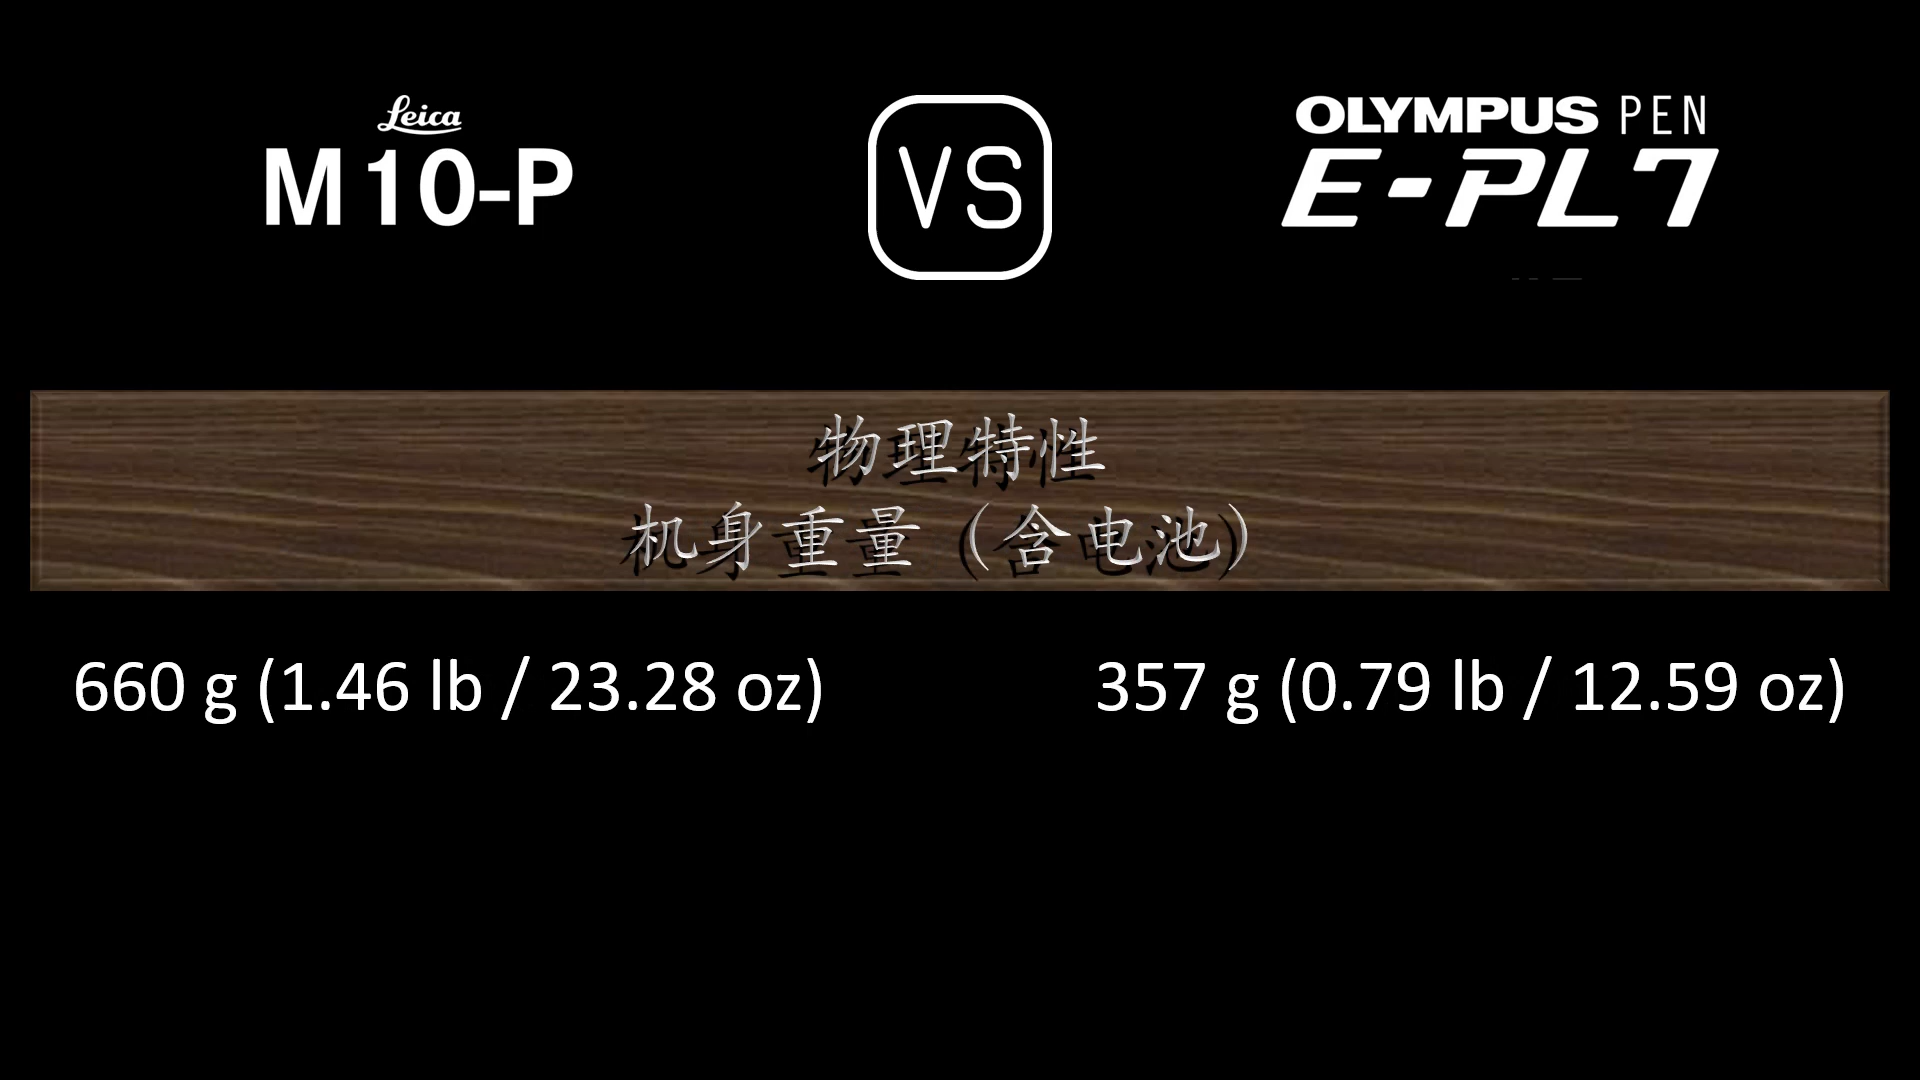 Leica
M10-P
VS
OLYMPUS PEN
E-PL7
物理特性
机身重量（含电池）
660 g (1.46 lb / 23.28 oz)
357 g (0.79 lb / 12.59 oz)